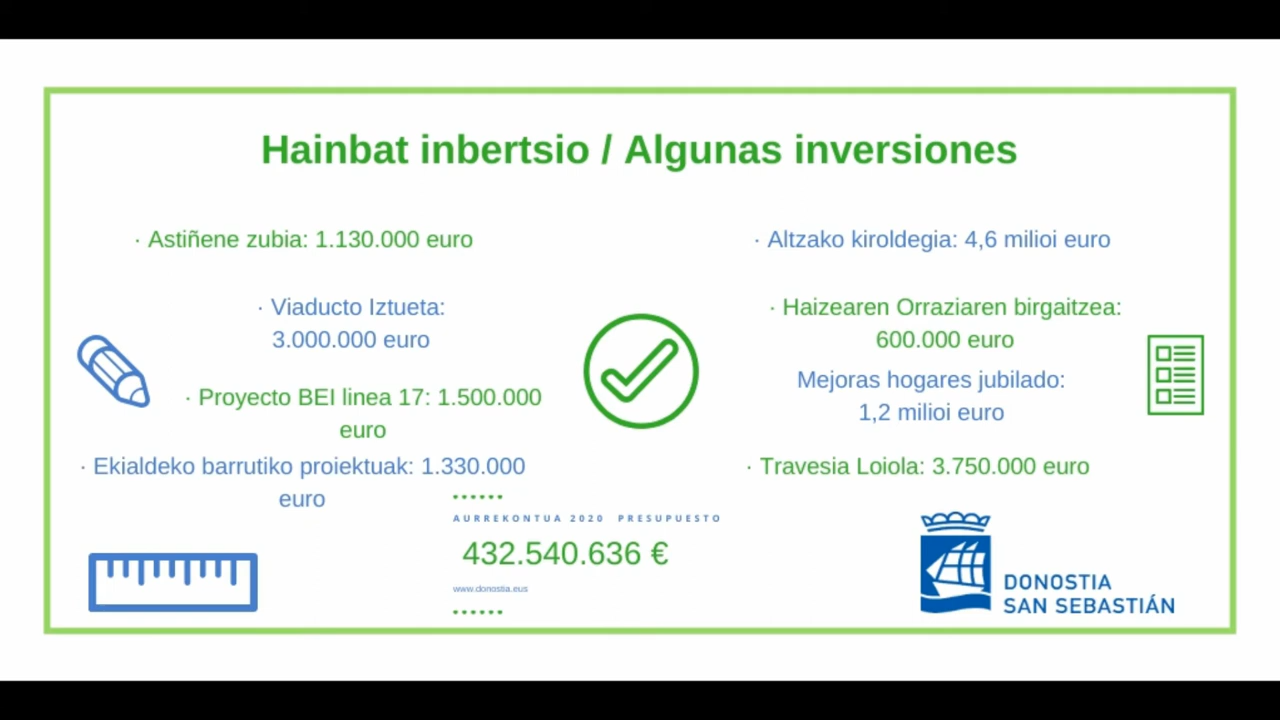 Hainbat inbertsio / Algunas inversiones
· Astiñene zubia: 1.130.000 euro
· Viaducto Iztueta:
3.000.000 euro
· Proyecto BEI linea 17: 1.500.000
euro
· Ekialdeko barrutiko proiektuak: 1.330.000
euro
· Altzako kiroldegia: 4,6 milioi euro
· Haizearen Orraziaren birgaitzea:
600.000 euro
Mejoras hogares jubilado:
1,2 milioi euro
· Travesia Loiola: 3.750.000 euro
AURREKONTUA 2020 PRESUPUESTO
432.540.636 €
www.donostia.eus
DONOSTIA
SAN SEBASTIÁN